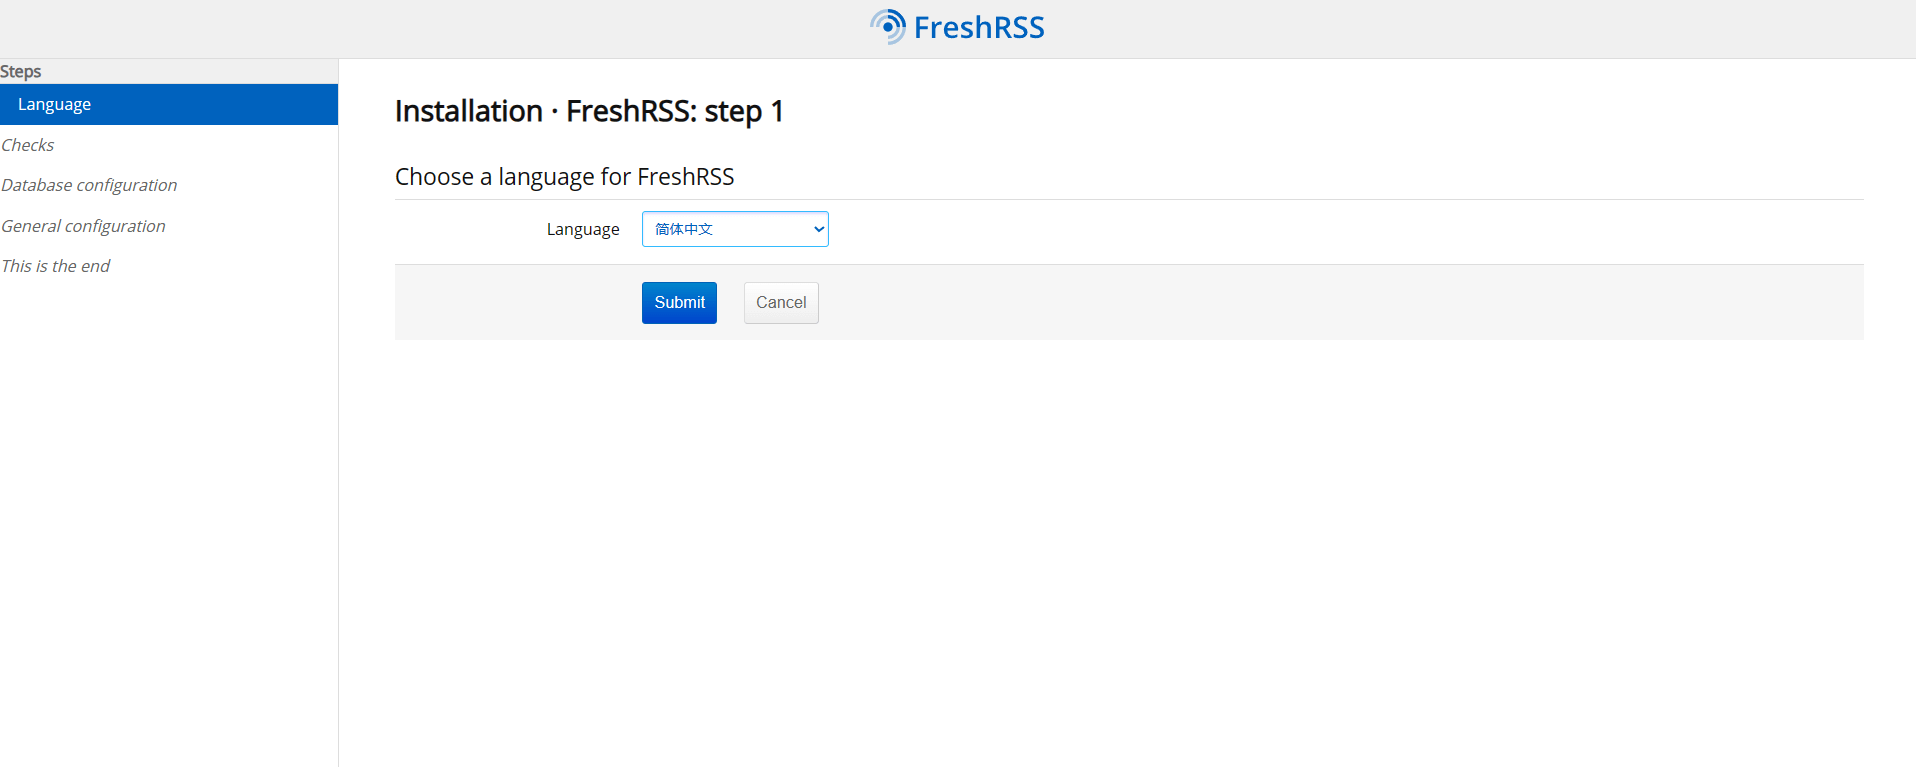 FreshRSS
Steps
Language
Checks
Database configuration
General configuration
This is the end
Installation · FreshRSS: step 1
Choose a language for FreshRSS
Language 简体中文
Submit Cancel